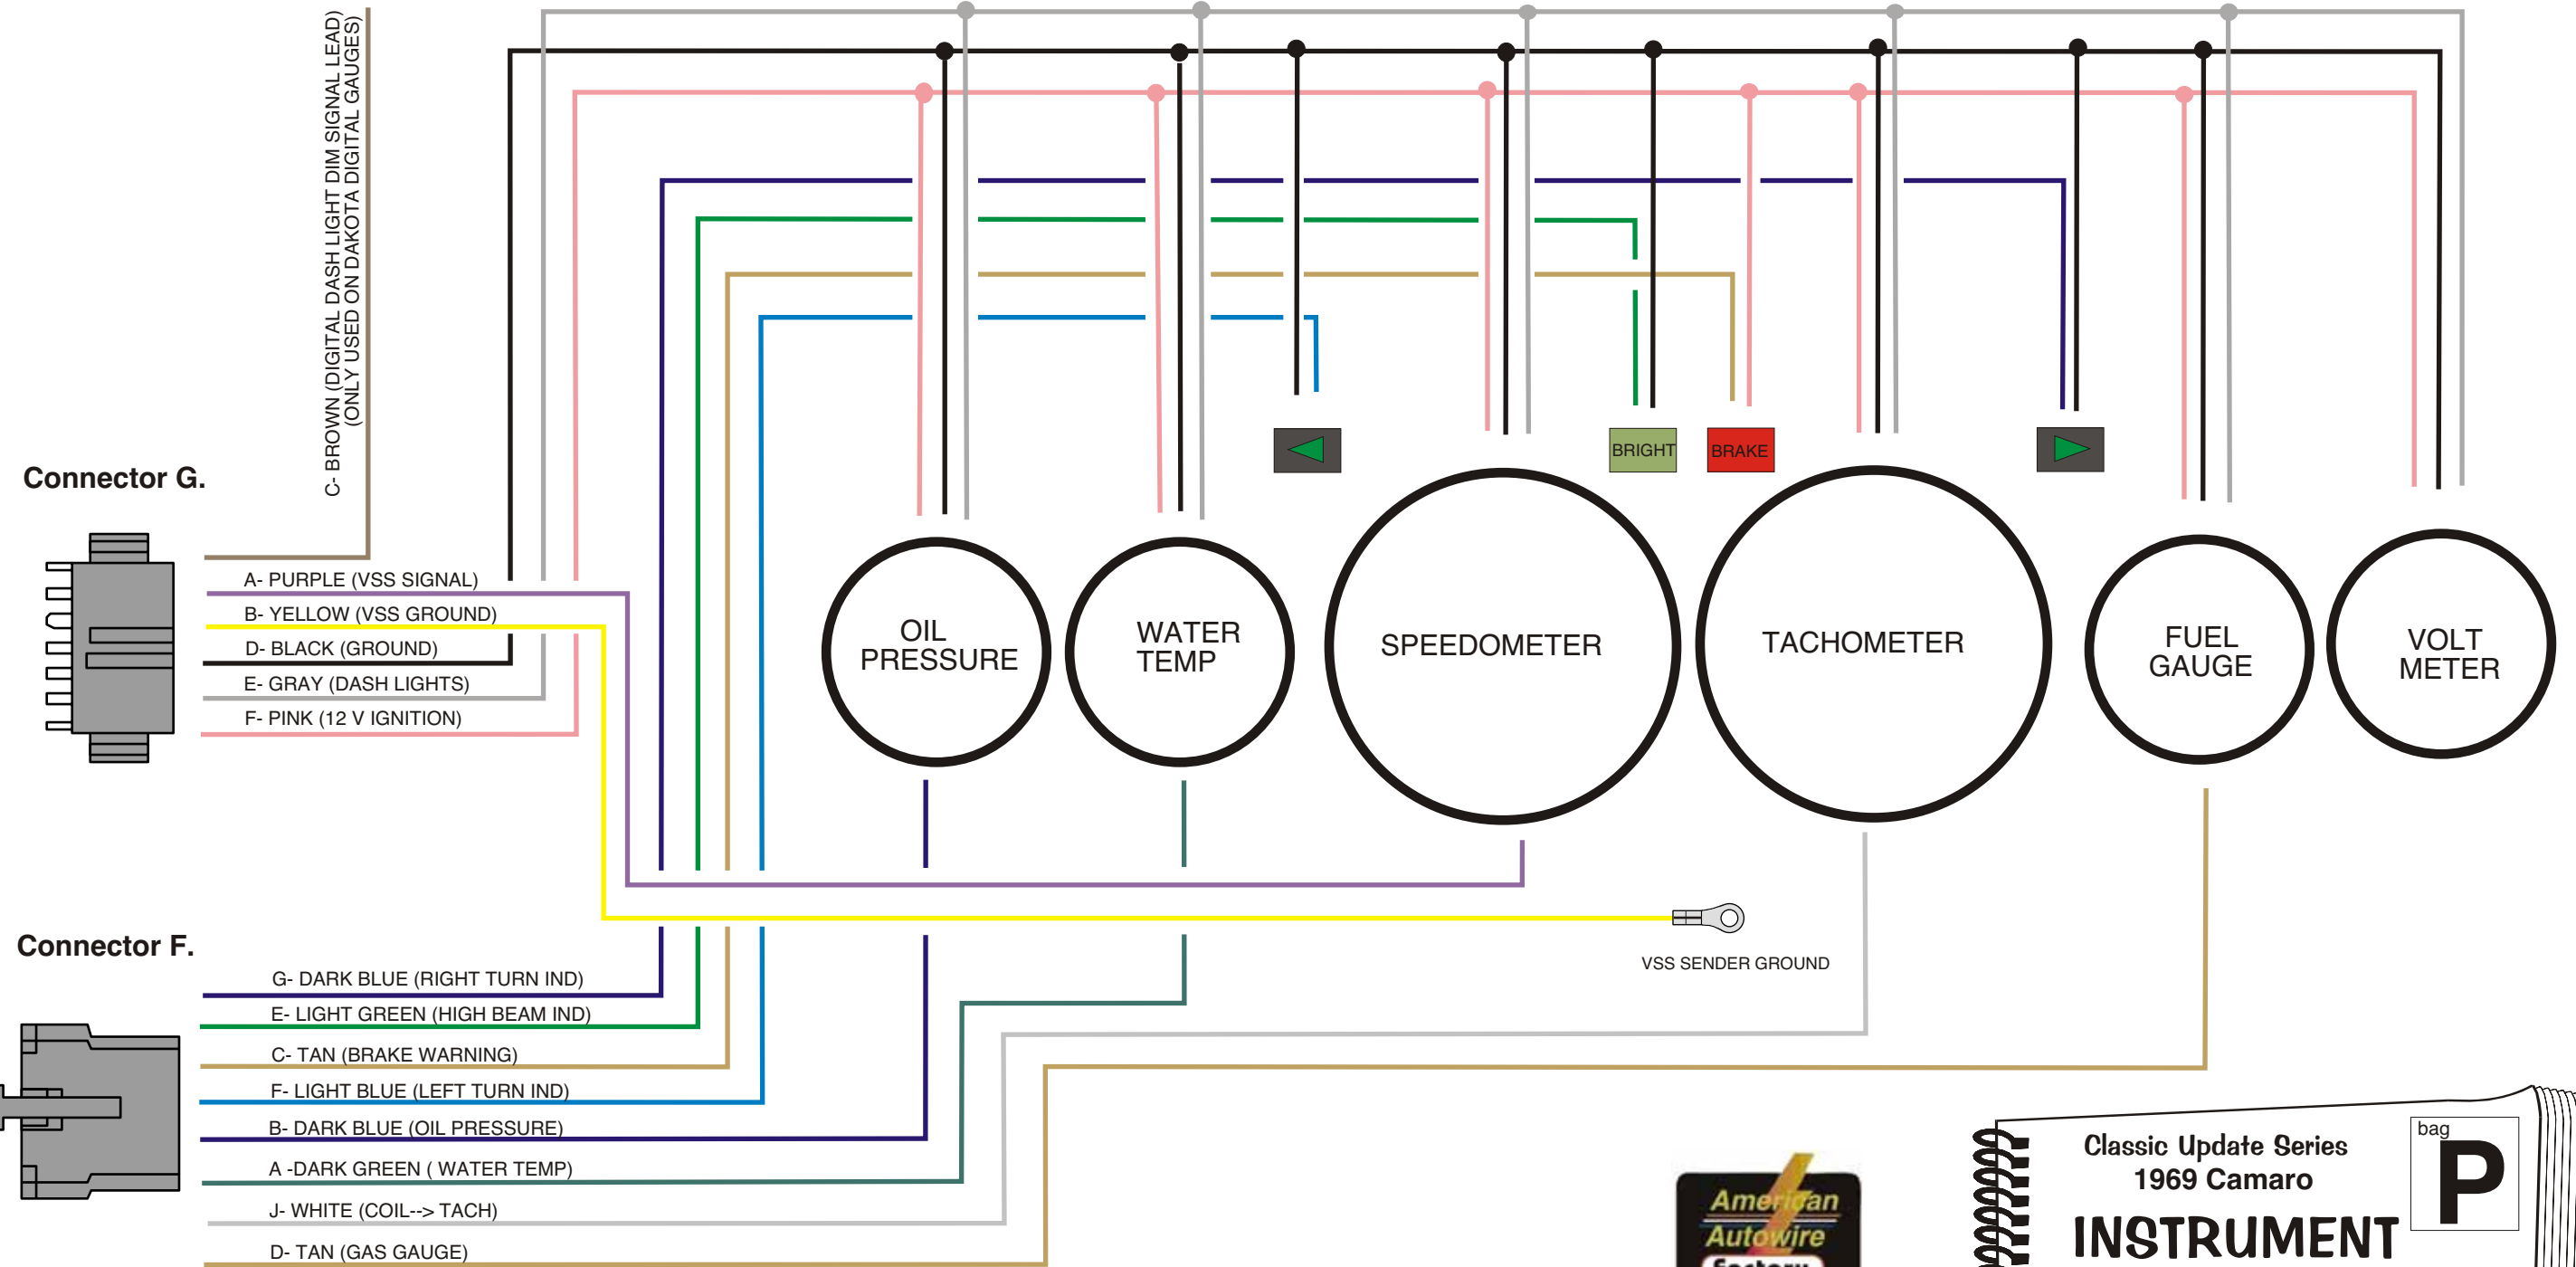 C- BROWN (DIGITAL DASH LIGHT DIM SIGNAL LEAD)
(ONLY USED ON DAKOTA DIGITAL GAUGES)
Connector G.
A- PURPLE (VSS SIGNAL)
B- YELLOW (VSS GROUND)
D- BLACK (GROUND)
E- GRAY (DASH LIGHTS)
F- PINK (12 V IGNITION)
BRIGHT
BRAKE
OIL
PRESSURE
WATER
TEMP
SPEEDOMETER
TACHOMETER
FUEL
GAUGE
VOLT
METER
VSS SENDER GROUND
Connector F.
G- DARK BLUE (RIGHT TURN IND)
E- LIGHT GREEN (HIGH BEAM IND)
C- TAN (BRAKE WARNING)
F- LIGHT BLUE (LEFT TURN IND)
B- DARK BLUE (OIL PRESSURE)
A -DARK GREEN ( WATER TEMP)
J- WHITE (COIL--> TACH)
D- TAN (GAS GAUGE)
American
Autowire
Factory
Classic Update Series
1969 Camaro
INSTRUMENT
bag
P